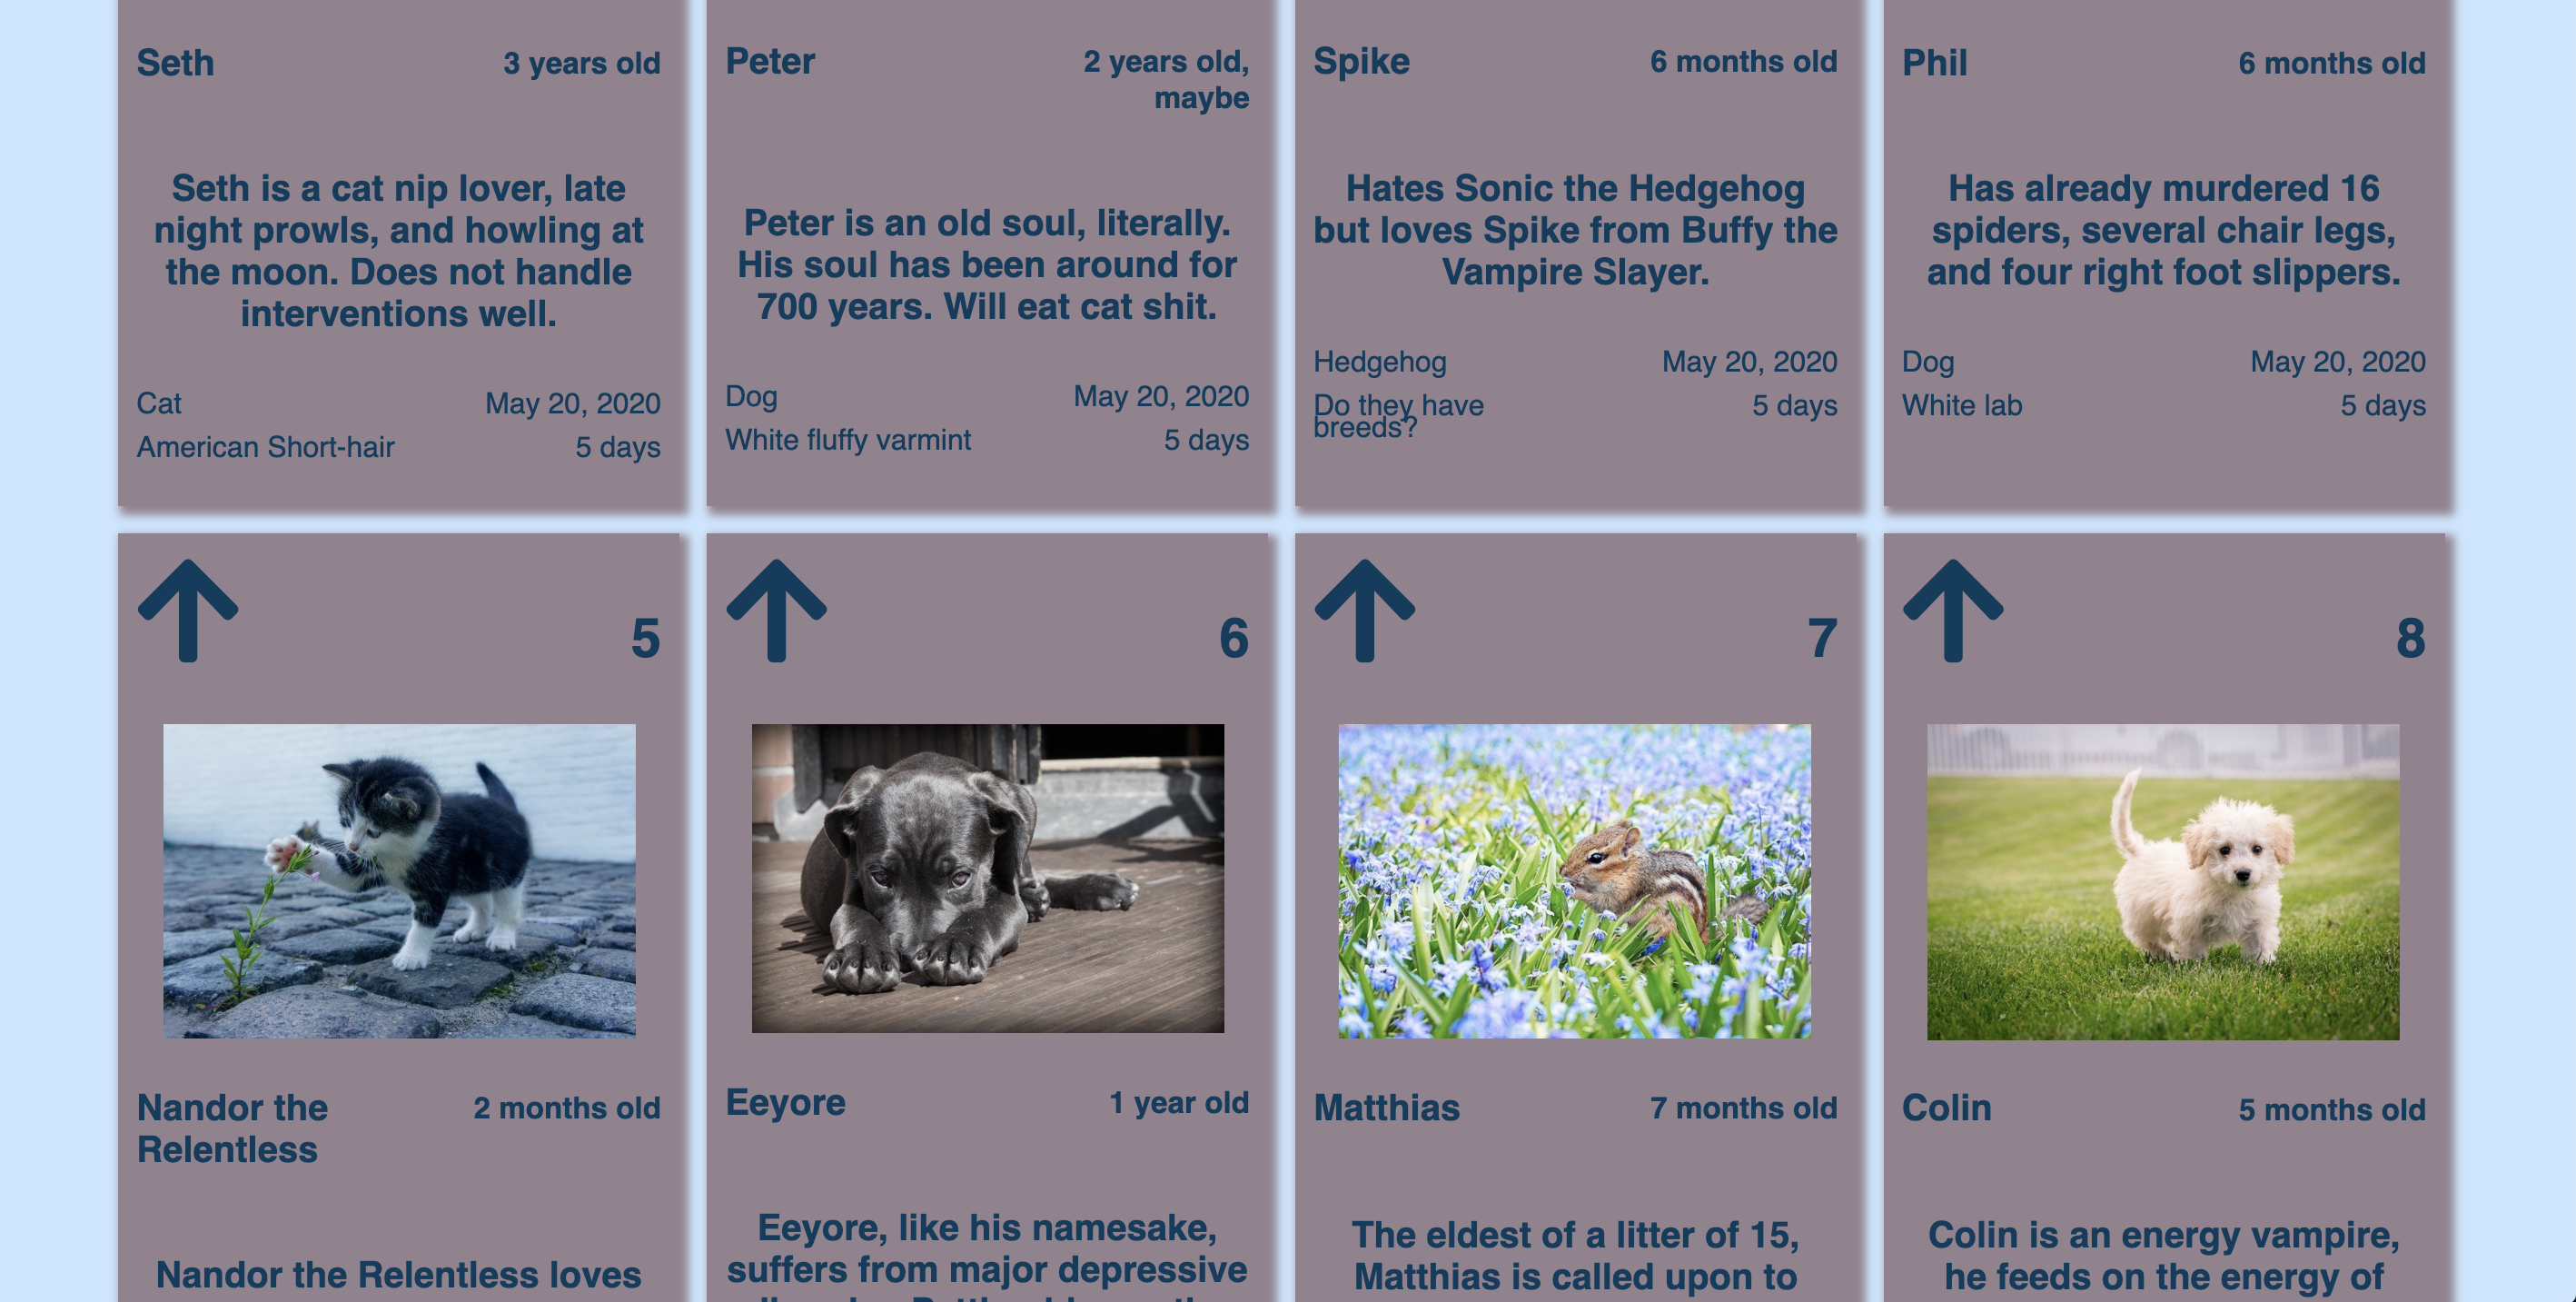 Seth
3 years old
Seth is a cat nip lover, late
night prowls, and howling at
the moon. Does not handle
interventions well.
Cat
May 20, 2020
American Short-hair
5 days
Peter
2 years old,
maybe
Peter is an old soul, literally.
His soul has been around for
700 years. Will eat cat shit.
Dog
May 20, 2020
White fluffy varmint
5 days
Spike
6 months old
Hates Sonic the Hedgehog
but loves Spike from Buffy the
Vampire Slayer.
Hedgehog
May 20, 2020
Do they have
breeds?
5 days
Phil
6 months old
Has already murdered 16
spiders, several chair legs,
and four right foot slippers.
Dog
May 20, 2020
White lab
5 days
5
Nandor the
Relentless
2 months old
Nandor the Relentless loves
6
Eeyore
1 year old
Eeyore, like his namesake,
suffers from major depressive
7
Matthias
7 months old
The eldest of a litter of 15,
Matthias is called upon to
8
Colin
5 months old
Colin is an energy vampire,
he feeds on the energy of